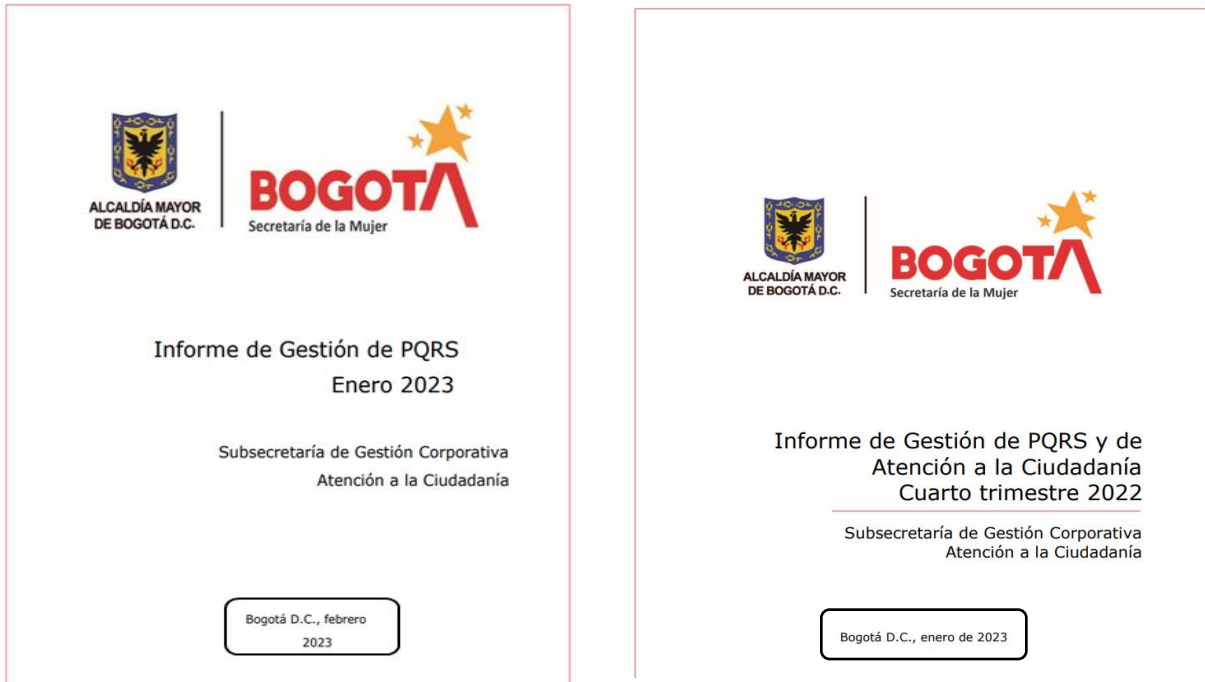 ALCALDÍA MAYOR
DE BOGOTÁ D.C.
BOGOTÁ
Secretaría de la Mujer
Informe de Gestión de PQRS
Enero 2023
Subsecretaría de Gestión Corporativa
Atención a la Ciudadanía
Bogotá D.C., febrero
2023
ALCALDÍA MAYOR
DE BOGOTÁ D.C.
BOGOTÁ
Secretaría de la Mujer
Informe de Gestión de PQRS y de
Atención a la Ciudadanía
Cuarto trimestre 2022
Subsecretaría de Gestión Corporativa
Atención a la Ciudadanía
Bogotá D.C., enero de 2023